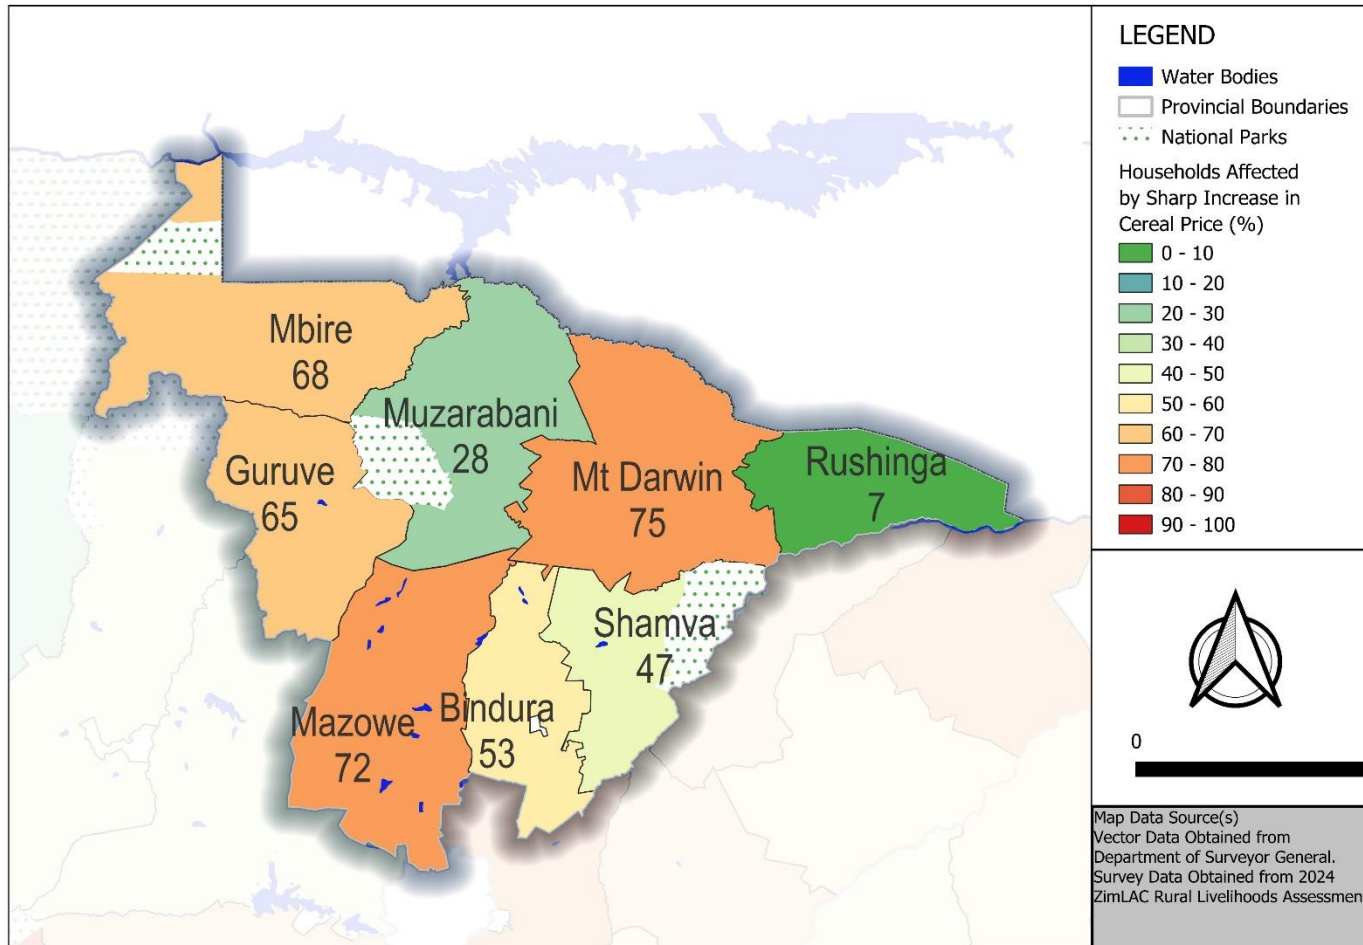 Mbire
68
Muzarabani
28
Guruve
65
Mt Darwin
75
Rushinga
7
Shamva
47
Mazowe
72
Bindura
53
LEGEND
Water Bodies
Provincial Boundaries
National Parks
Households Affected
by Sharp Increase in
Cereal Price (%)
0 - 10
10 - 20
20 - 30
30 - 40
40 - 50
50 - 60
60 - 70
70 - 80
80 - 90
90 - 100
0
Map Data Source(s)
Vector Data Obtained from
Department of Surveyor General.
Survey Data Obtained from 2024
ZimLAC Rural Livelihoods Assessmen